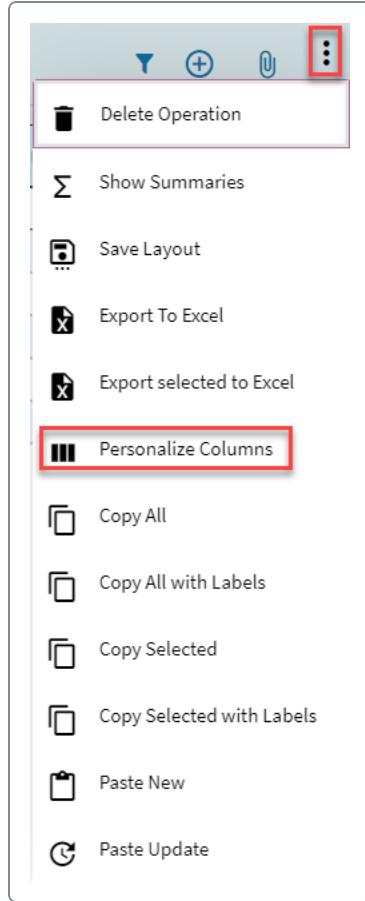 Delete Operation
Show Summaries
Save Layout
Export To Excel
Export selected to Excel
Personalize Columns
Copy All
Copy All with Labels
Copy Selected
Copy Selected with Labels
Paste New
Paste Update